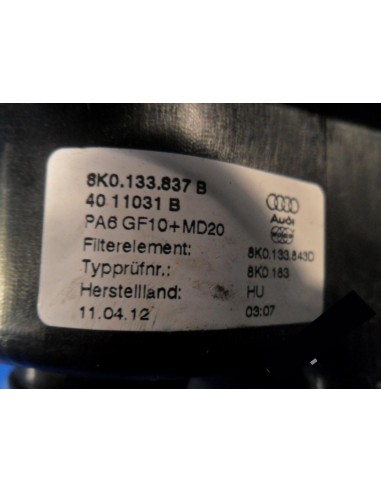 8K0.133.837 B
40 11031 B
PA6 GF10+MD20
Audi
Filterelement: 8K0.133.843D
Typprüfnr.: 8K0.183
Herstellland: HU
11.04.12 03:07